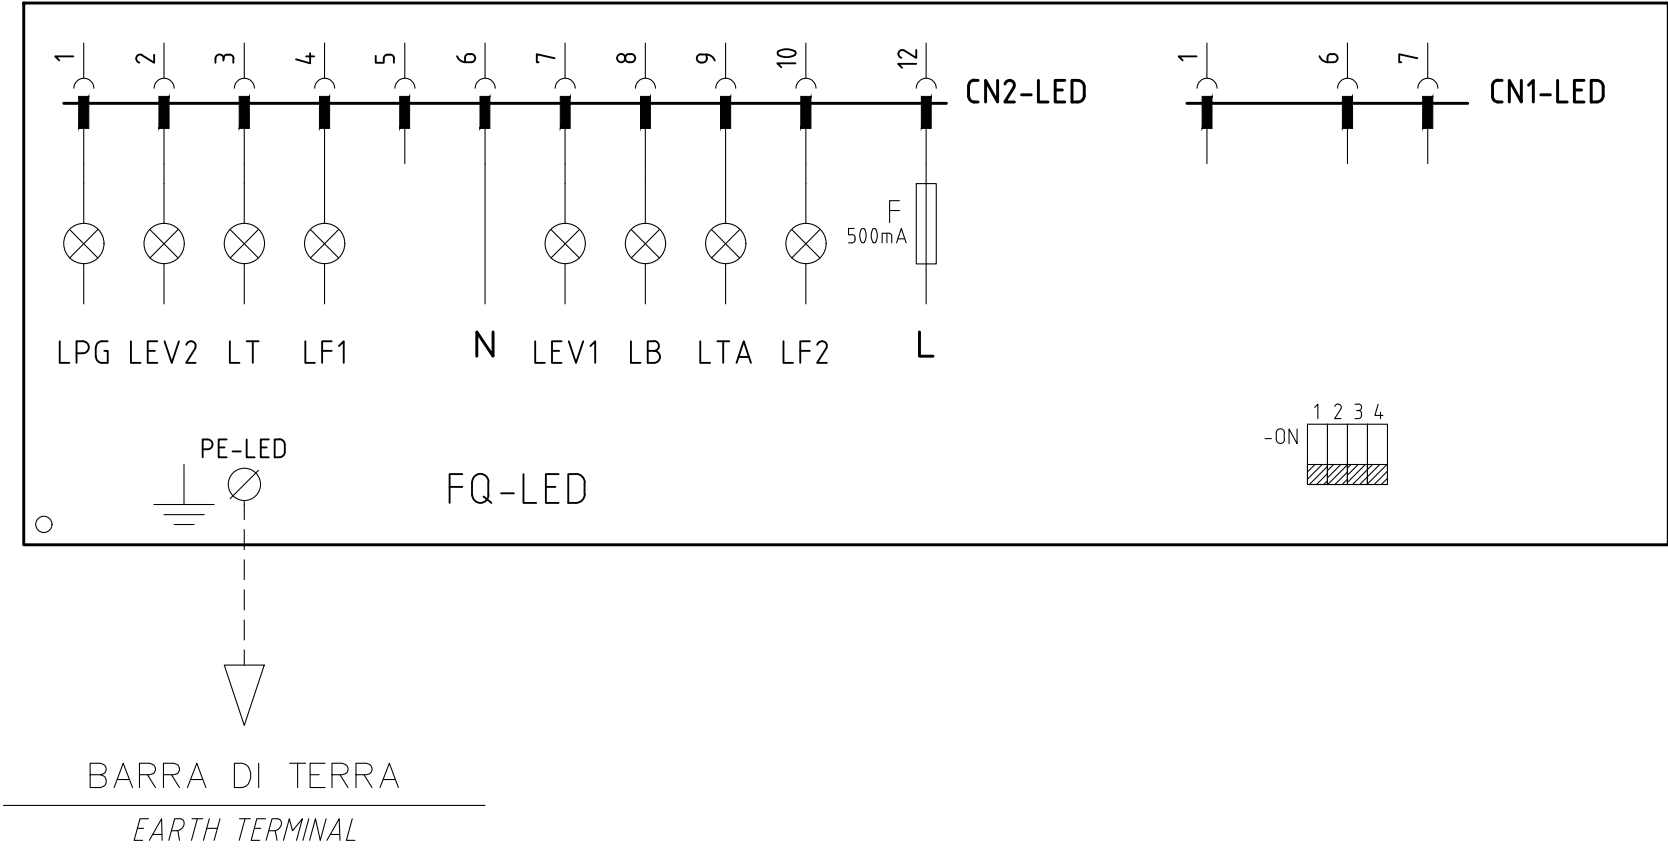 1 2 3 4 5 6 7 8 9 10 12 CN2-LED 1 6 7 CN1-LED
F
500mA
LPG LEV2 LT LF1 N LEV1 LB LTA LF2 L
1 2 3 4
-ON
PE-LED
FQ-LED
BARRA DI TERRA
EARTH TERMINAL